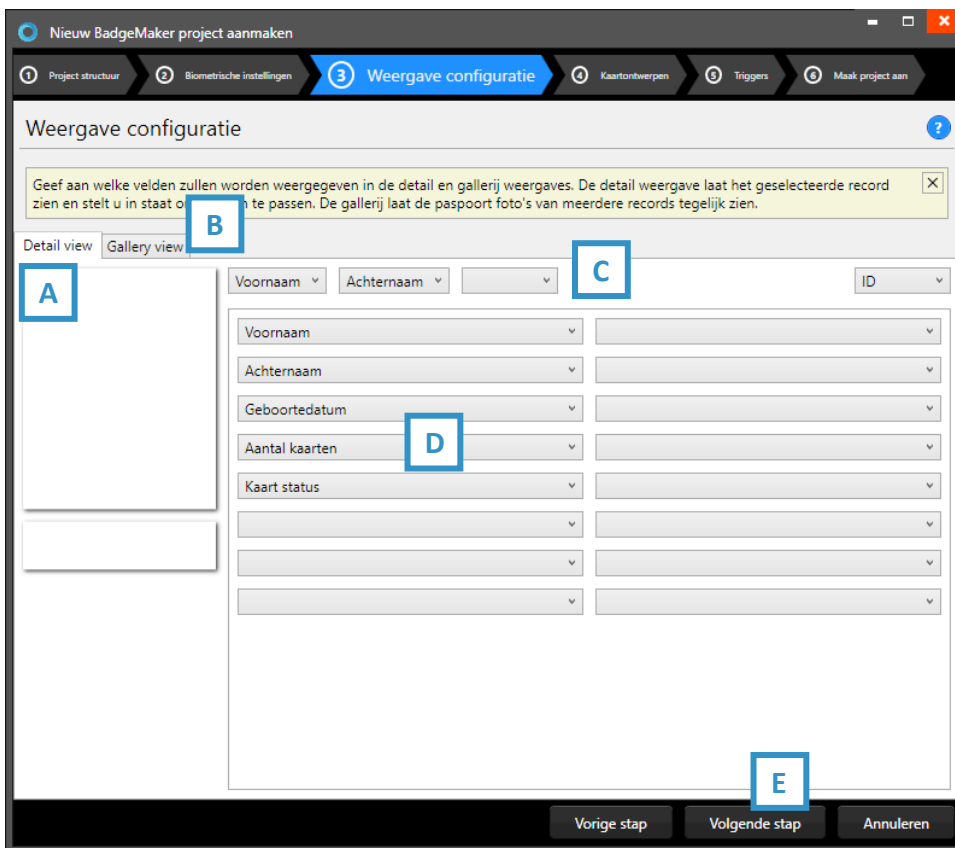 Nieuw BadgeMaker project aanmaken
1 Project structuur 2 Biometrische instellingen 3 Weergave configuratie 4 Kaartontwerpen 5 Triggers 6 Maak project aan
Weergave configuratie ?
Geef aan welke velden zullen worden weergegeven in de detail en gallerij weergaves. De detail weergave laat het geselecteerde record
zien en stelt u in staat te passen. De gallerij laat de paspoort foto's van meerdere records tegelijk zien.
B
Detail view Gallery view
A
Voornaam Achternaam C ID
Voornaam
Achternaam
Geboortedatum
D
Aantal kaarten
Kaart status
E
Vorige stap Volgende stap Annuleren